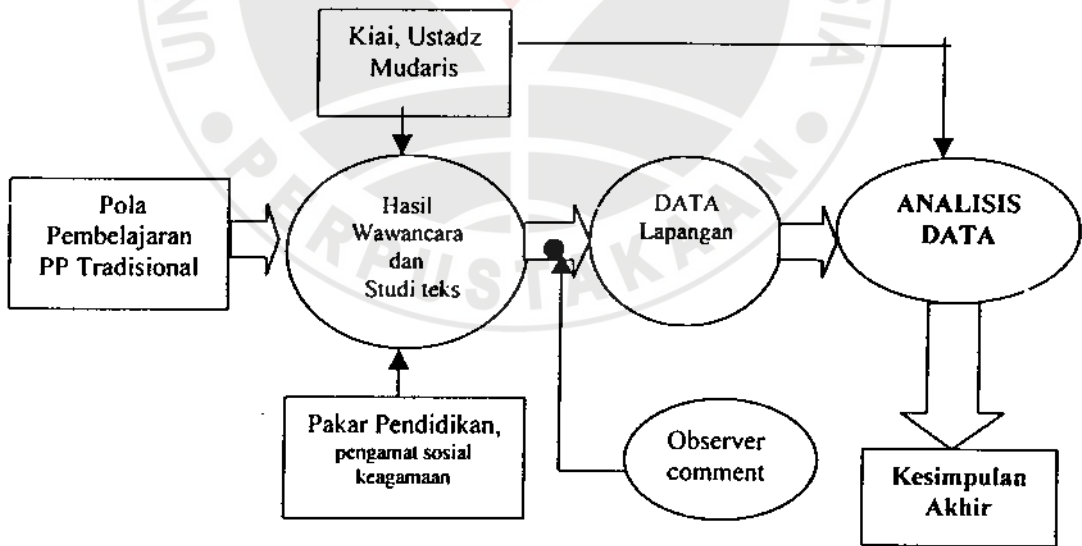 Kiai, Ustadz
Mudaris
Pola
Pembelajaran
PP Tradisional
Hasil
Wawancara
dan
Studi teks
DATA
Lapangan
ANALISIS
DATA
Pakar Pendidikan,
pengamat sosial
keagamaan
Observer
comment
Kesimpulan
Akhir
PERPUSTAKAAN